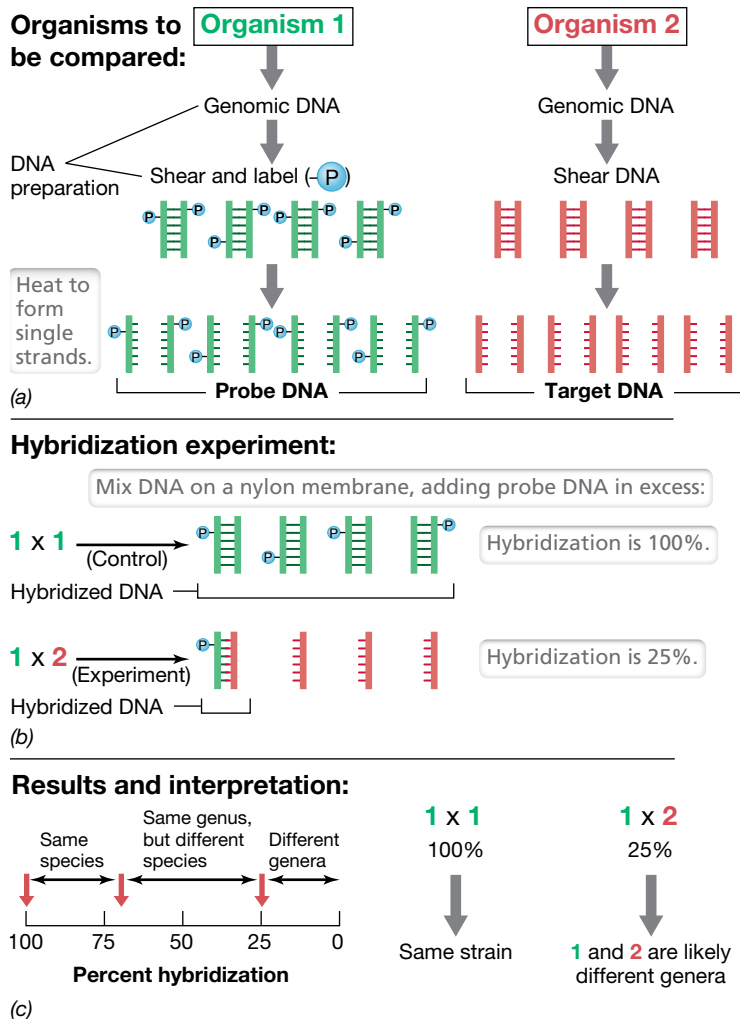 Organisms to be compared:
Organism 1
Organism 2
Genomic DNA
Genomic DNA
DNA preparation
Shear and label (–P)
Shear DNA
P P P P P P P P
Heat to form single strands.
P P P P P P P P
Probe DNA
Target DNA
(a)
Hybridization experiment:
Mix DNA on a nylon membrane, adding probe DNA in excess:
1 x 1
(Control)
P P P P
Hybridization is 100%.
Hybridized DNA
1 x 2
(Experiment)
P
Hybridization is 25%.
Hybridized DNA
(b)
Results and interpretation:
Same species
Same genus, but different species
Different genera
100 75 50 25 0
Percent hybridization
1 x 1
100%
Same strain
1 x 2
25%
1 and 2 are likely different genera
(c)